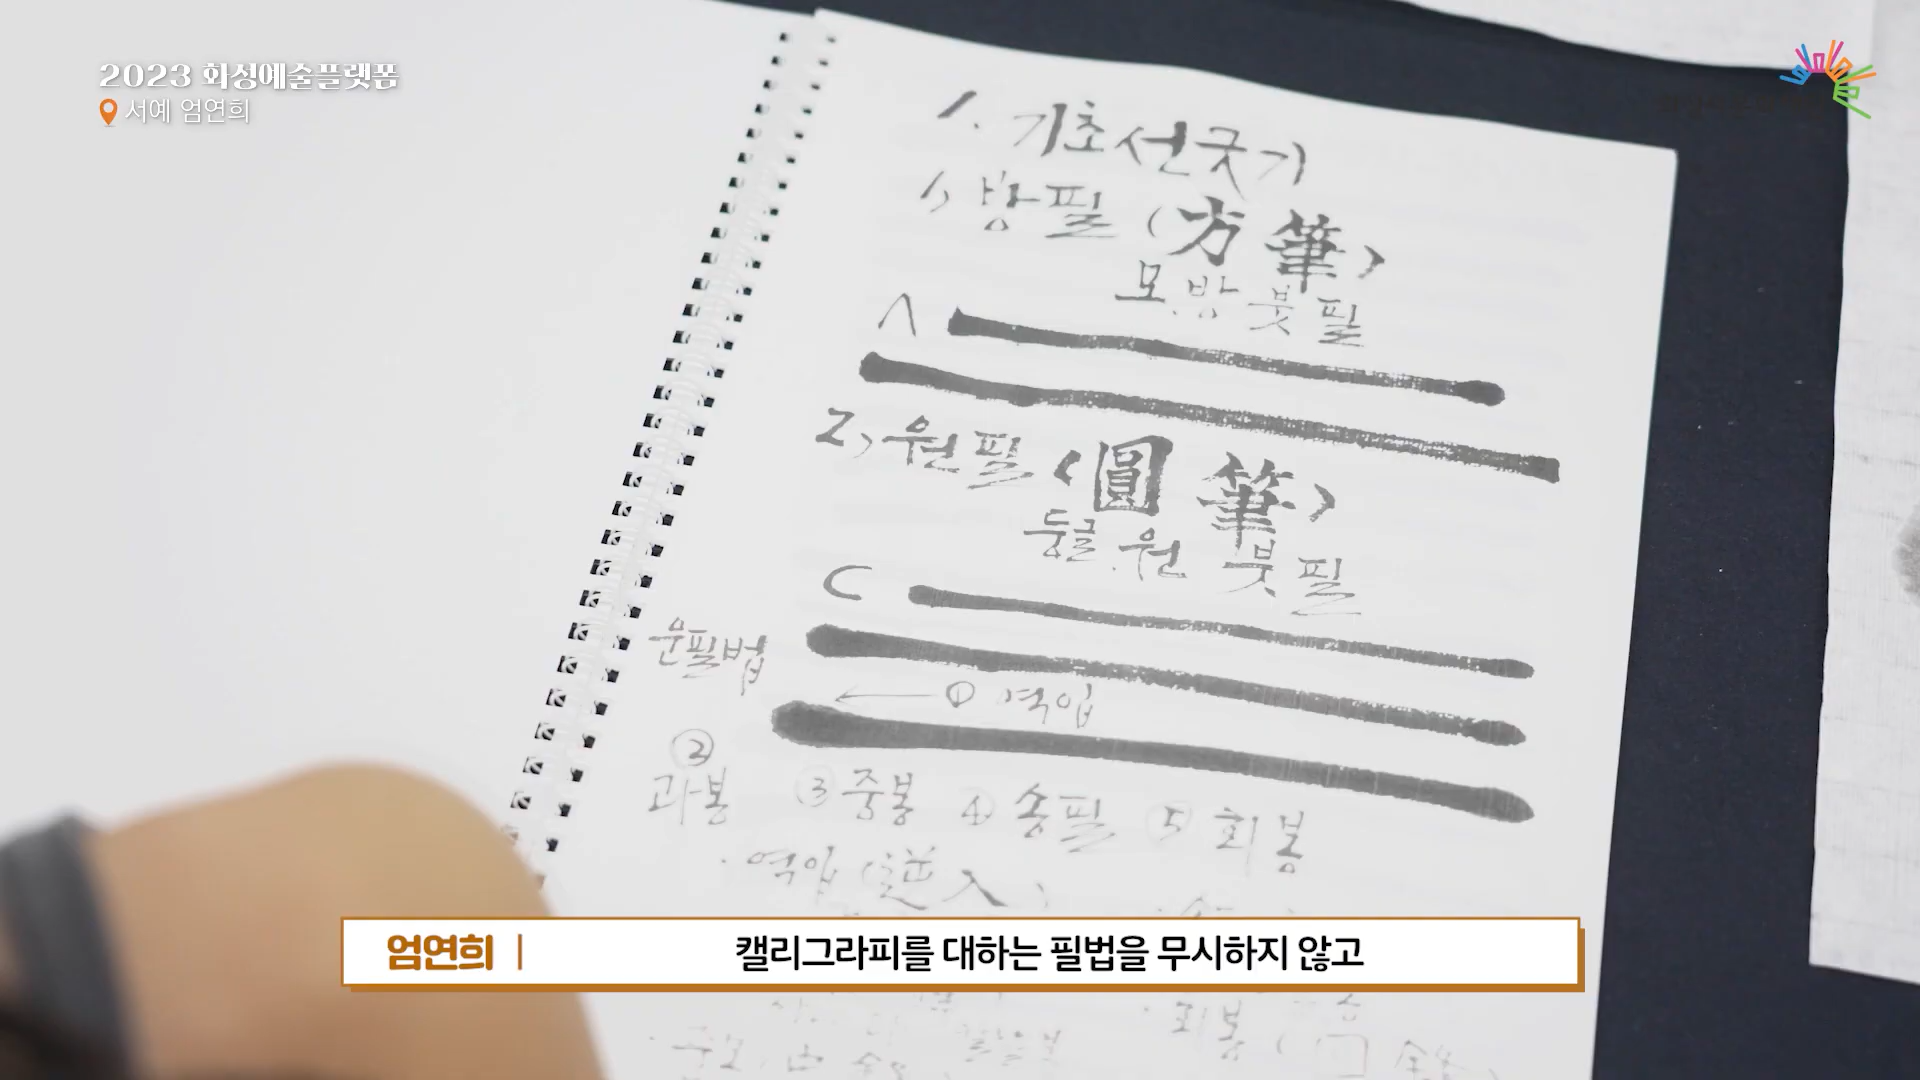 2023 화성예술플랫폼
서예 엄연희
1. 기초선긋기
1) 방필 (方筆)
모.방 붓필
A
2) 원필 (圓筆)
둥글.원 붓필
C
운필법
① 역입
② 과봉 ③ 중봉 ④ 송필 ⑤ 회봉
· 역입 (逆入)
엄연희 | 캘리그라피를 대하는 필법을 무시하지 않고
· 회봉 (回